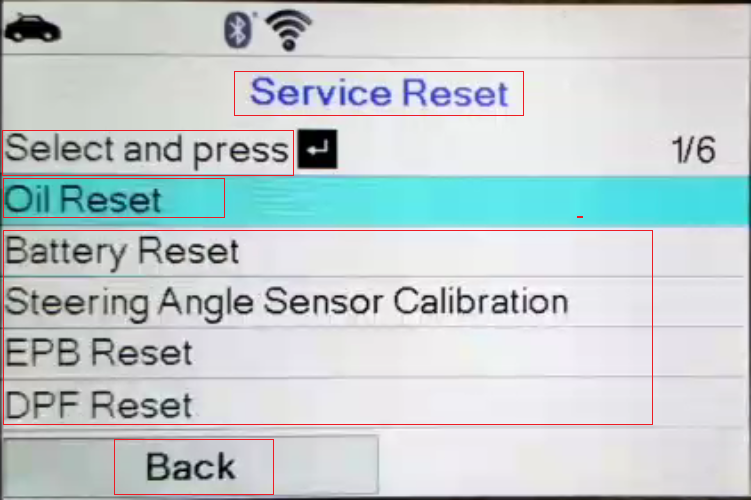 Service Reset
Select and press 1/6
Oil Reset
Battery Reset
Steering Angle Sensor Calibration
EPB Reset
DPF Reset
Back